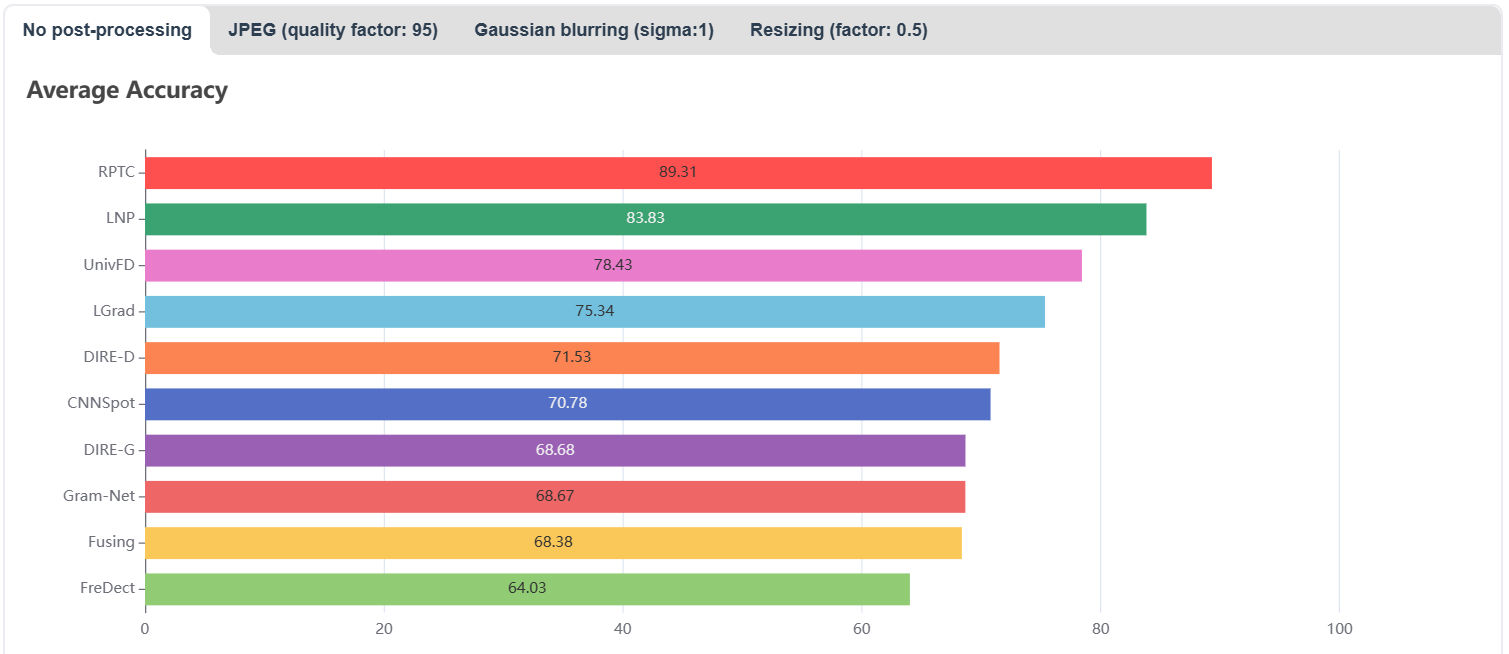 No post-processing JPEG (quality factor: 95) Gaussian blurring (sigma:1) Resizing (factor: 0.5)
Average Accuracy
RPTC 89.31
LNP 83.83
UnivFD 78.43
LGrad 75.34
DIRE-D 71.53
CNNSpot 70.78
DIRE-G 68.68
Gram-Net 68.67
Fusing 68.38
FreDect 64.03
0 20 40 60 80 100